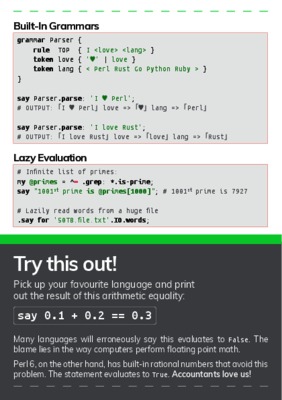 Built-In Grammars
grammar Parser {
rule TOP { I <love> <lang> }
token love { '♥' | love }
token lang { < Perl Rust Go Python Ruby > }
}
say Parser.parse: 'I ♥ Perl';
# OUTPUT: 「I ♥ Perl」 love => 「♥」 lang => 「Perl」
say Parser.parse: 'I love Rust';
# OUTPUT: 「I love Rust」 love => 「love」 lang => 「Rust」
Lazy Evaluation
# Infinite list of primes:
my @primes = ^∞ .grep: *.is-prime;
say "1001ˢᵗ prime is @primes[1000]"; # 1001ˢᵗ prime is 7927
# Lazily read words from a huge file
.say for '50TB.file.txt'.IO.words;
Try this out!
Pick up your favourite language and print
out the result of this arithmetic equality:
say 0.1 + 0.2 == 0.3
Many languages will erroneously say this evaluates to False. The
blame lies in the way computers perform floating point math.
Perl 6, on the other hand, has built-in rational numbers that avoid this
problem. The statement evaluates to True. Accountants love us!